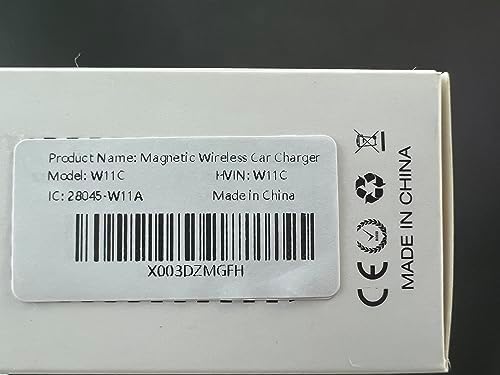 Product Name: Magnetic Wireless Car Charger
Model: W11C HVIN: W11C
IC: 28045-W11A Made in China
X003DZMGFH
CE
MADE IN CHINA